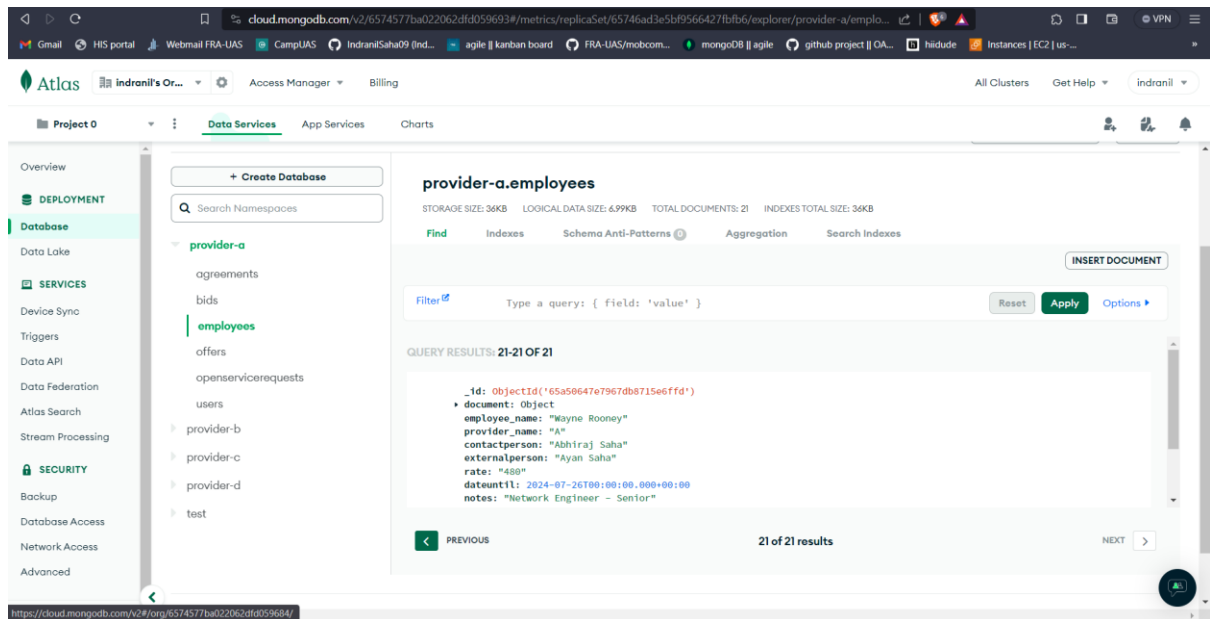 cloud.mongodb.com/v2/6574577ba022062dfd059693#/metrics/replicaSet/65746ad3e5bf9566427fbfb6/explorer/provider-a/emplo...
VPN
Gmail HIS portal Webmail FRA-UAS CampUAS IndranilSaha09 (Ind... agile || kanban board FRA-UAS/mobcom... mongoDB || agile github project || OA... hiidude Instances | EC2 | us-... »
Atlas indranil's Or... Access Manager Billing All Clusters Get Help indranil
Project 0 Data Services App Services Charts
Overview
DEPLOYMENT
Database
Data Lake
SERVICES
Device Sync
Triggers
Data API
Data Federation
Atlas Search
Stream Processing
SECURITY
Backup
Database Access
Network Access
Advanced
+ Create Database
Search Namespaces
provider-a
agreements
bids
employees
offers
openservicerequests
users
provider-b
provider-c
provider-d
test
provider-a.employees
STORAGE SIZE: 36KB LOGICAL DATA SIZE: 6.99KB TOTAL DOCUMENTS: 21 INDEXES TOTAL SIZE: 36KB
Find Indexes Schema Anti-Patterns 0 Aggregation Search Indexes
INSERT DOCUMENT
Filter Type a query: { field: 'value' } Reset Apply Options
QUERY RESULTS: 21-21 OF 21
_id: ObjectId('65a50647e7967db8715e6ffd')
document: Object
employee_name: "Wayne Rooney"
provider_name: "A"
contactperson: "Abhiraj Saha"
externalperson: "Ayan Saha"
rate: "480"
dateuntil: 2024-07-26T00:00:00.000+00:00
notes: "Network Engineer - Senior"
PREVIOUS 21 of 21 results NEXT
https://cloud.mongodb.com/v2#/org/6574577ba022062dfd059684/